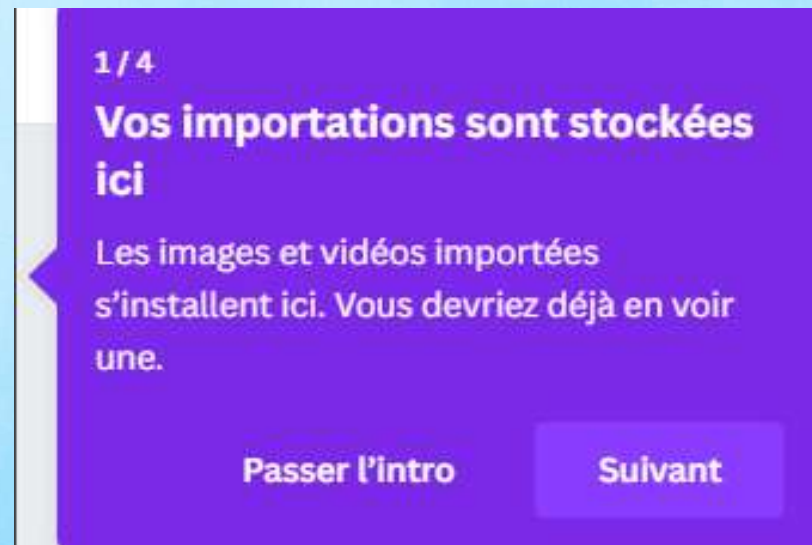 1 / 4
Vos importations sont stockées
ici
Les images et vidéos importées
s’installent ici. Vous devriez déjà en voir
une.
Passer l’intro Suivant